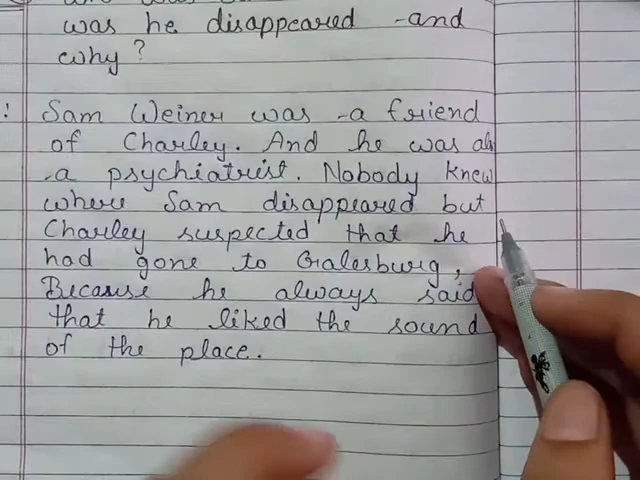 was he disappeared and
why?
: Sam Weiner was a friend
of Charley. And he was als
a psychiatrist. Nobody knew
where Sam disappeared but
Charley suspected that he
had gone to Galesburg,
Because he always said
that he liked the sound
of the place.